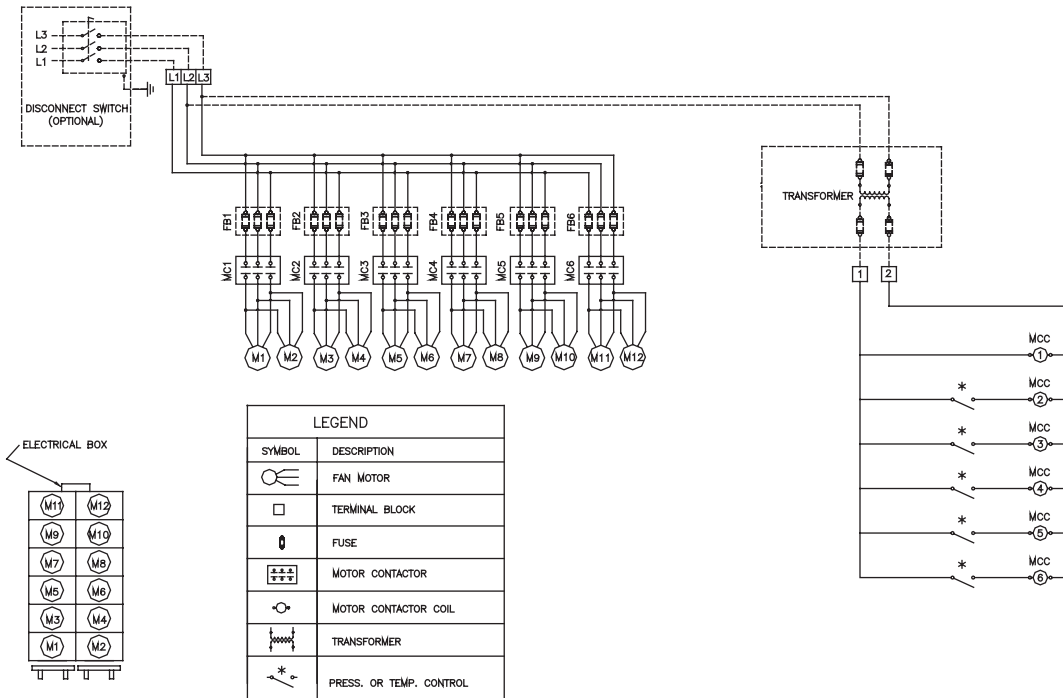 L3
L2
L1
DISCONNECT SWITCH
(OPTIONAL)
L1 L2 L3
TRANSFORMER
1 2
FB1 FB2 FB3 FB4 FB5 FB6
MC1 MC2 MC3 MC4 MC5 MC6
M1 M2 M3 M4 M5 M6 M7 M8 M9 M10 M11 M12
MCC
1
* MCC
2
* MCC
3
* MCC
4
* MCC
5
* MCC
6
ELECTRICAL BOX
M11 M12
M9 M10
M7 M8
M5 M6
M3 M4
M1 M2
LEGEND
SYMBOL DESCRIPTION
FAN MOTOR
TERMINAL BLOCK
FUSE
MOTOR CONTACTOR
MOTOR CONTACTOR COIL
TRANSFORMER
* PRESS. OR TEMP. CONTROL